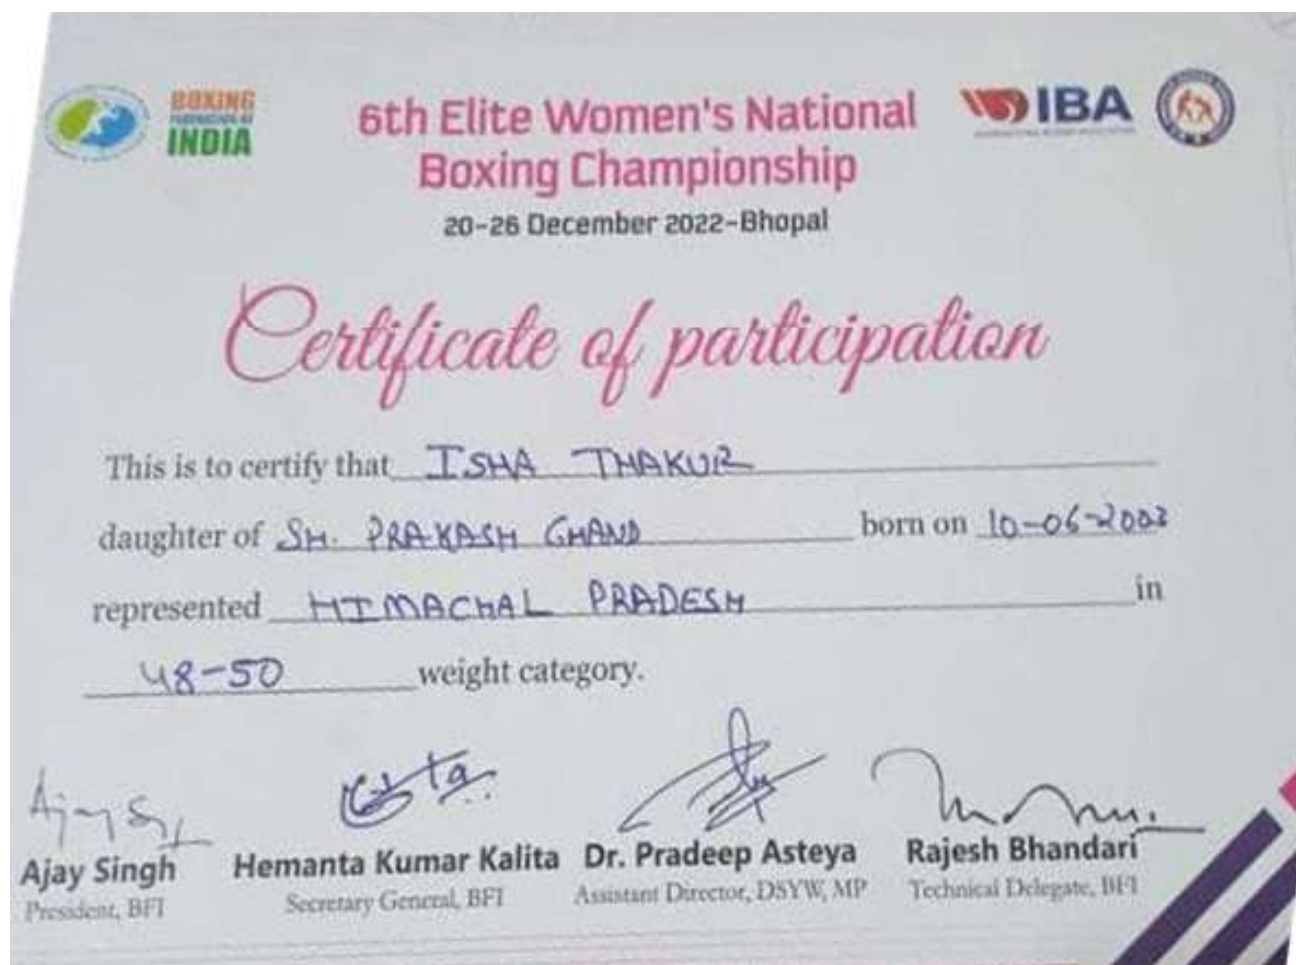 BOXING
FEDERATION OF
INDIA
6th Elite Women's National
Boxing Championship
20-26 December 2022-Bhopal
IBA
Certificate of participation
This is to certify that ISHA THAKUR
daughter of SH. PRAKASH CHAND born on 10-06-2003
represented HIMACHAL PRADESH in
48-50 weight category.
Ajay Singh
President, BFI
Hemanta Kumar Kalita
Secretary General, BFI
Dr. Pradeep Asteya
Assistant Director, DSYW, MP
Rajesh Bhandari
Technical Delegate, BFI